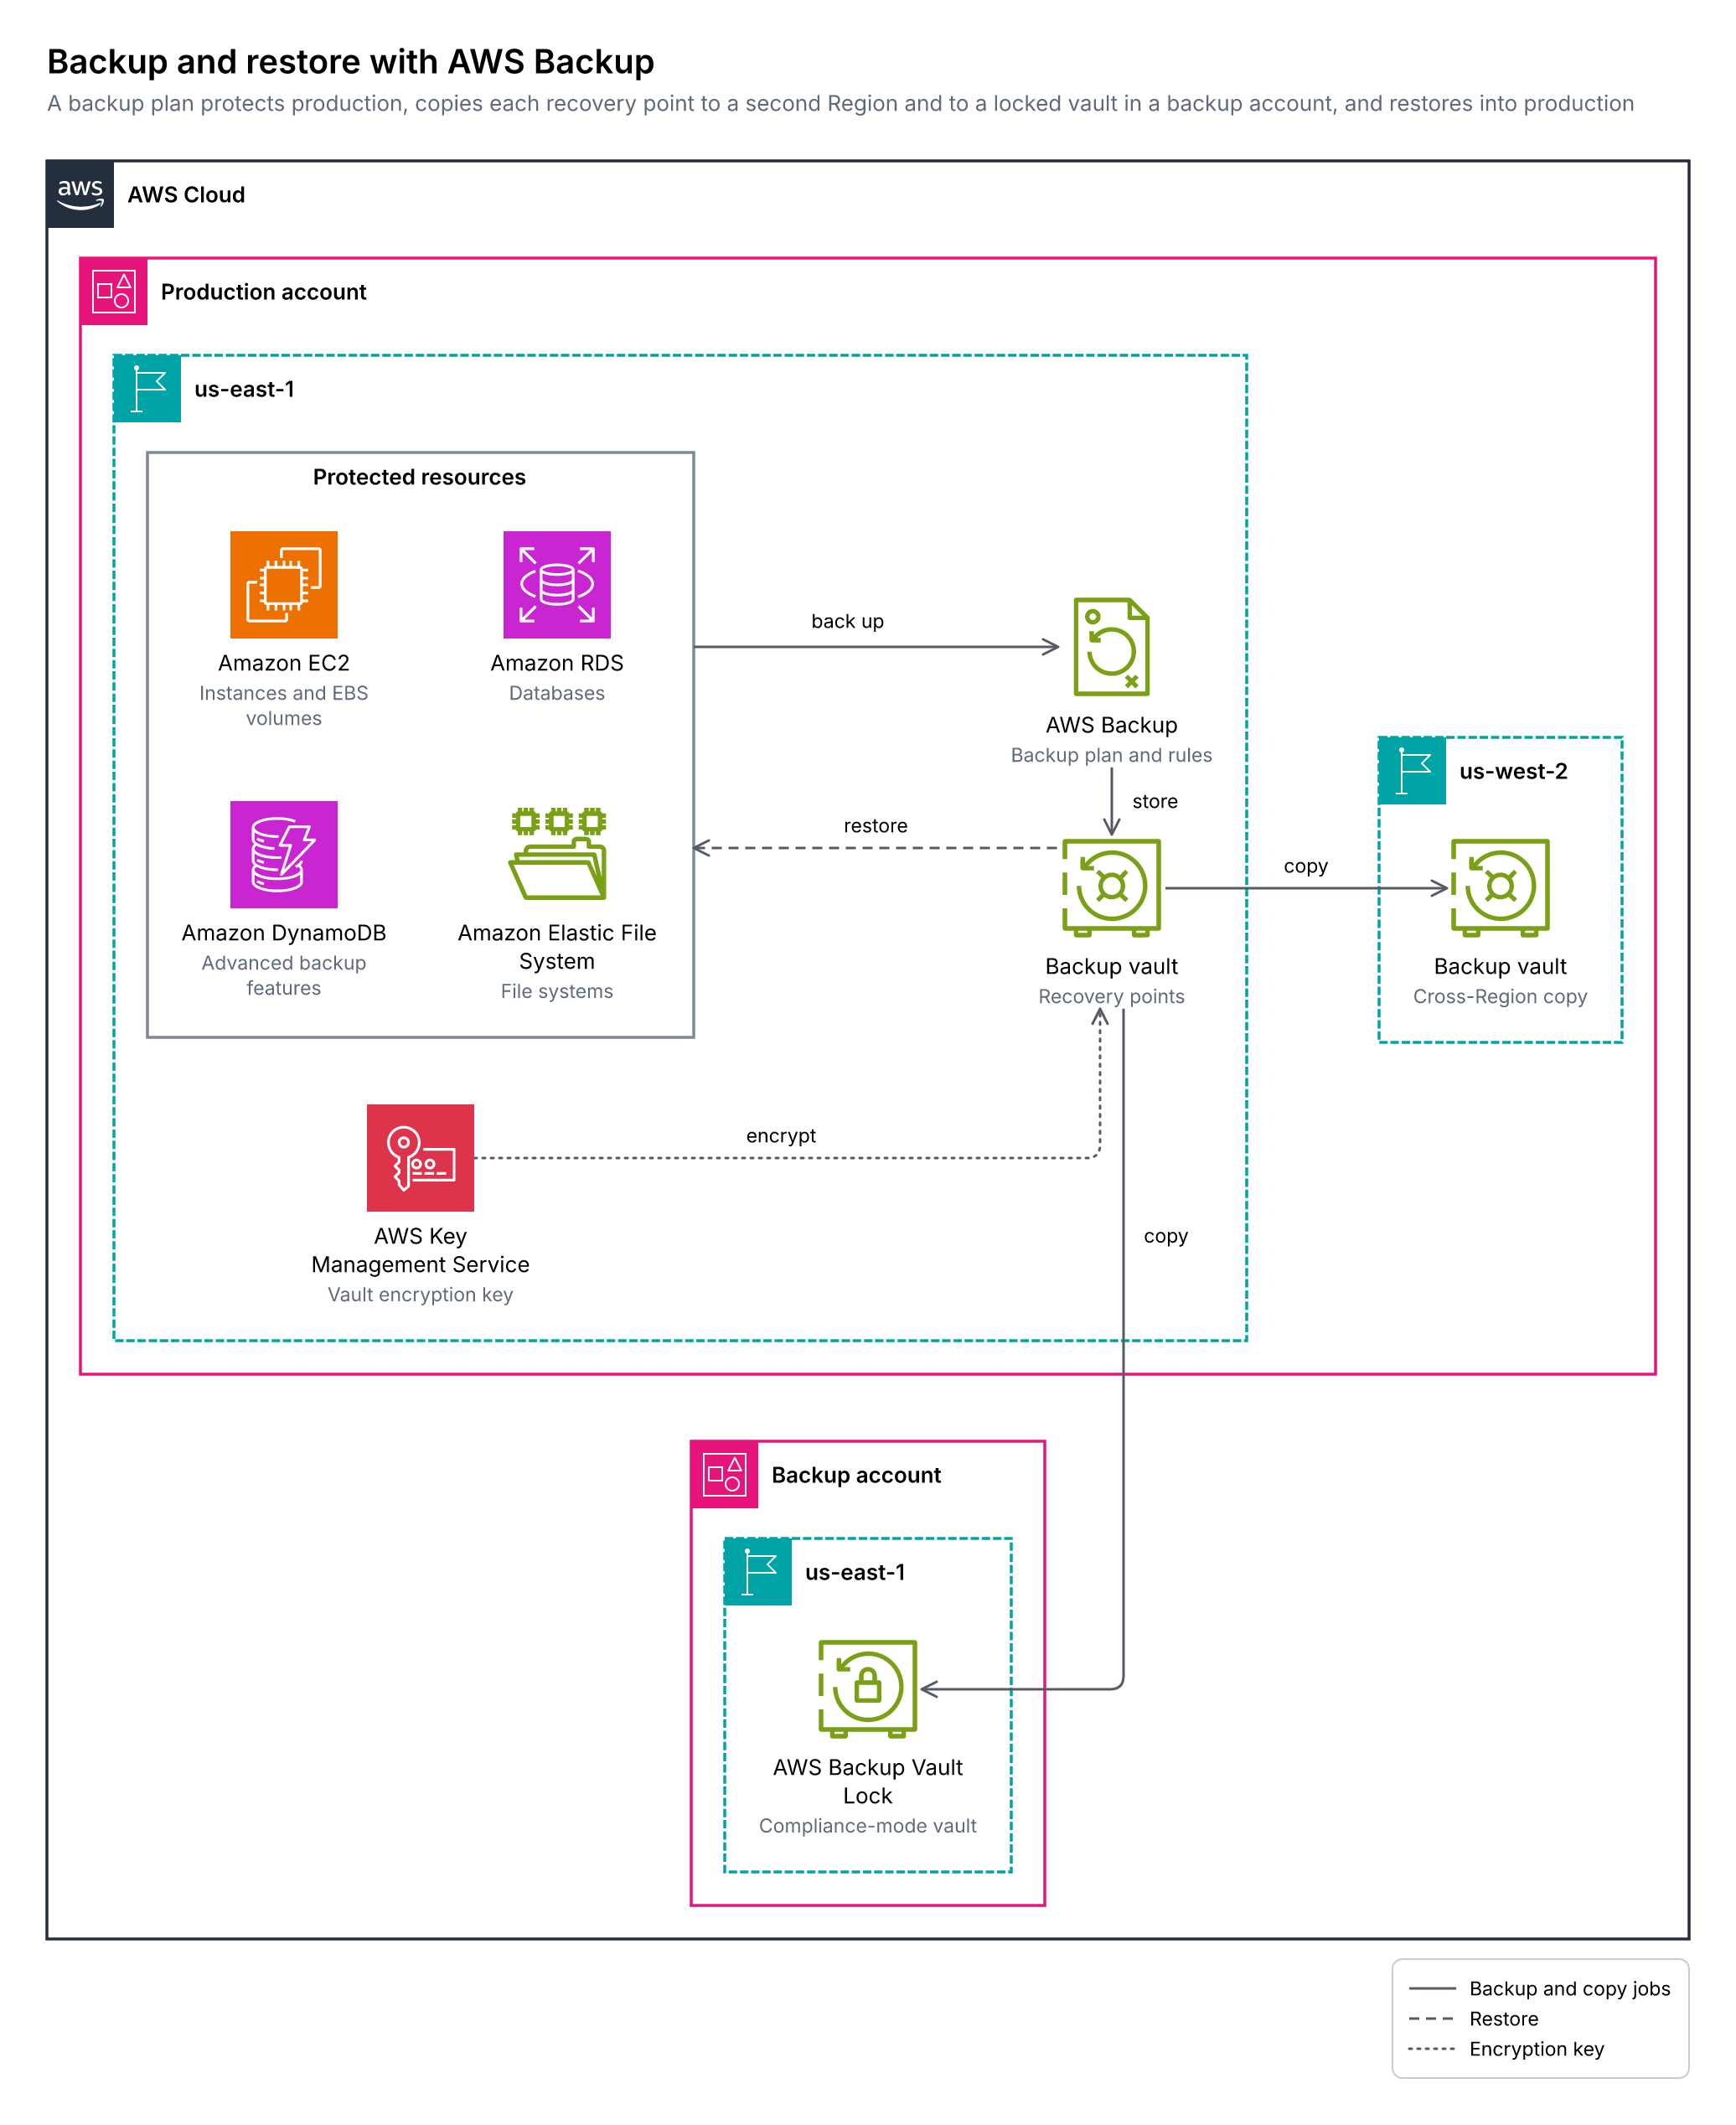 Backup and restore with AWS Backup
A backup plan protects production, copies each recovery point to a second Region and to a locked vault in a backup account, and restores into production
aws
AWS Cloud
Production account
us-east-1
Protected resources
Amazon EC2
Instances and EBS
volumes
Amazon RDS
Databases
back up
AWS Backup
Backup plan and rules
store
us-west-2
Amazon DynamoDB
Advanced backup
features
Amazon Elastic File
System
File systems
restore
Backup vault
Recovery points
copy
Backup vault
Cross-Region copy
encrypt
AWS Key
Management Service
Vault encryption key
copy
Backup account
us-east-1
AWS Backup Vault
Lock
Compliance-mode vault
Backup and copy jobs
Restore
Encryption key